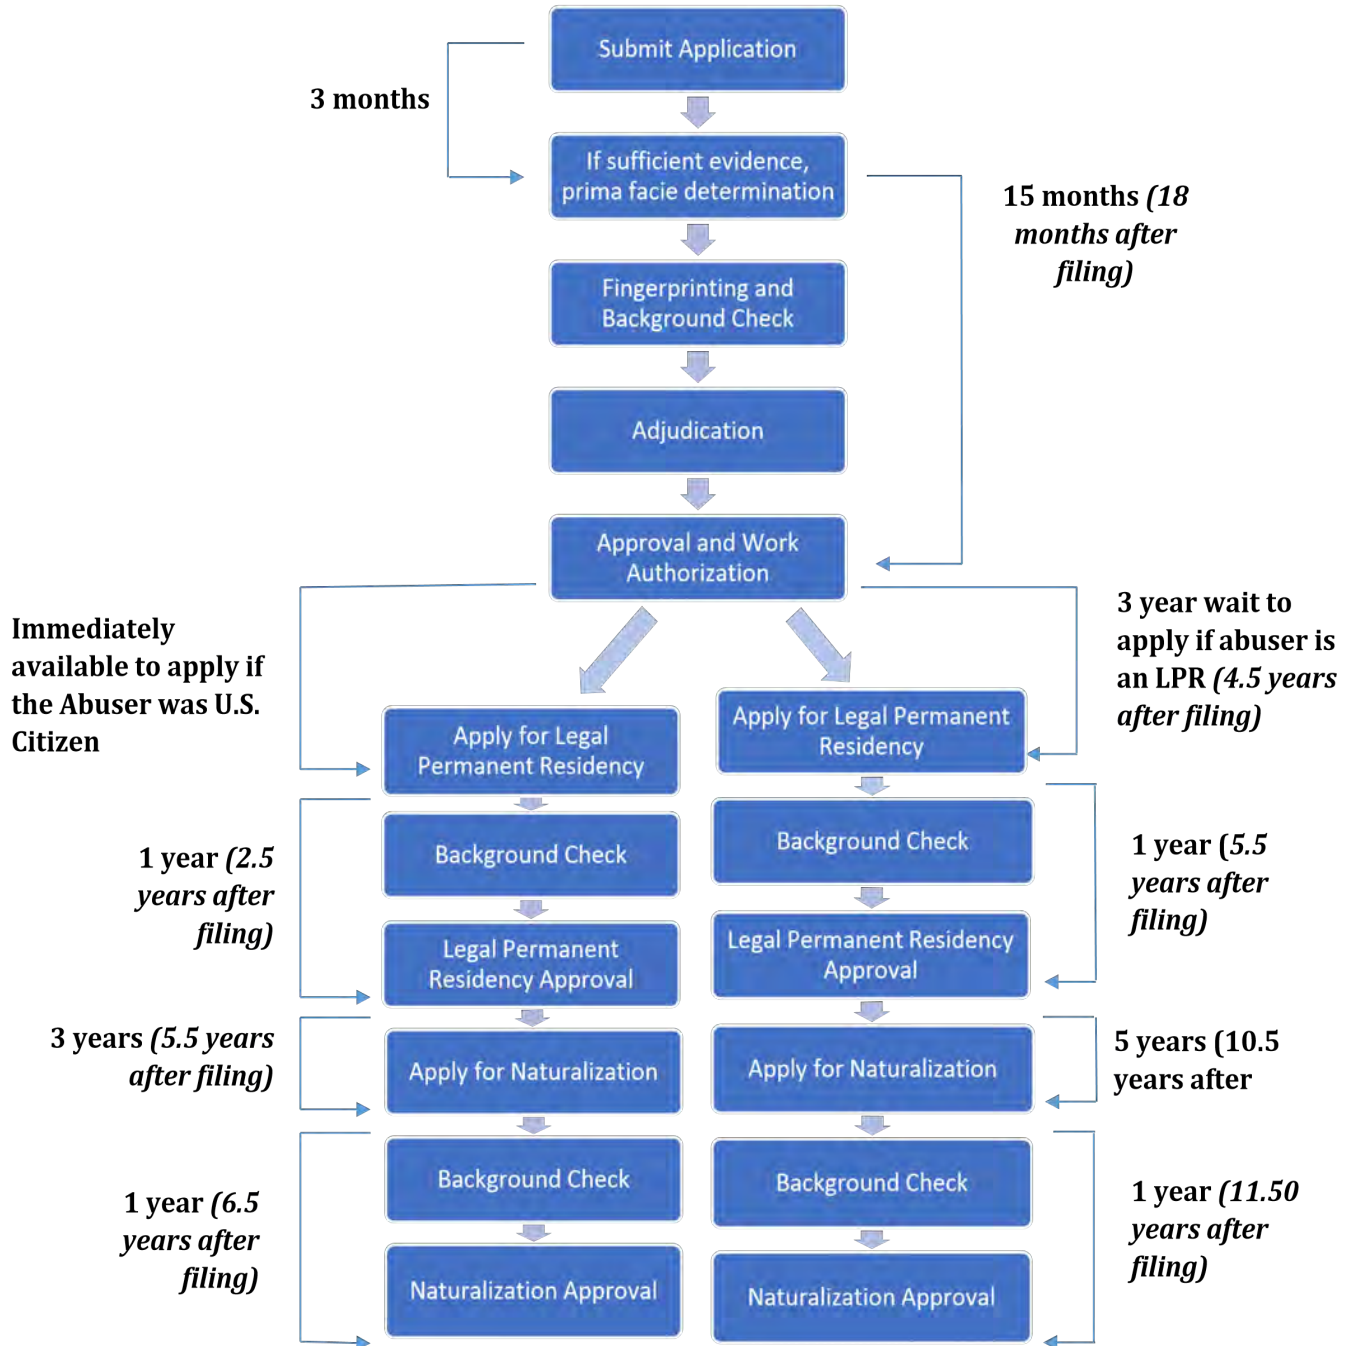 Submit Application
3 months
If sufficient evidence,
prima facie determination
15 months (18
months after
filing)
Fingerprinting and
Background Check
Adjudication
Approval and Work
Authorization
Immediately
available to apply if
the Abuser was U.S.
Citizen
3 year wait to
apply if abuser is
an LPR (4.5 years
after filing)
Apply for Legal
Permanent Residency
Apply for Legal Permanent
Residency
1 year (2.5
years after
filing)
Background Check
Background Check
1 year (5.5
years after
filing)
Legal Permanent
Residency Approval
Legal Permanent Residency
Approval
3 years (5.5 years
after filing)
Apply for Naturalization
Apply for Naturalization
5 years (10.5
years after
1 year (6.5
years after
filing)
Background Check
Background Check
1 year (11.50
years after
filing)
Naturalization Approval
Naturalization Approval